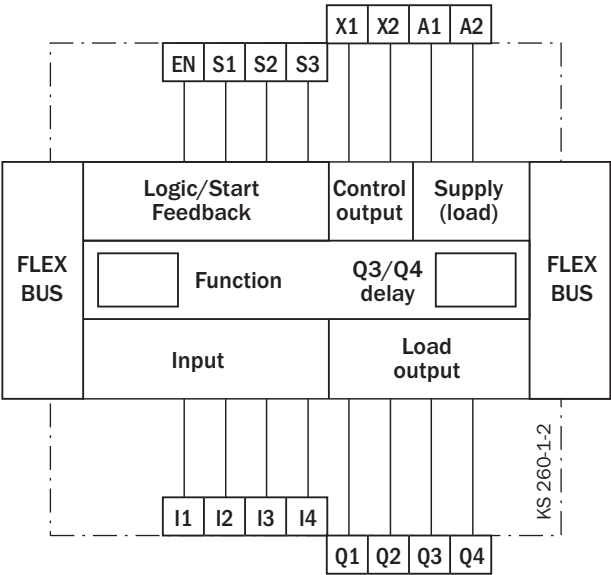 X1 X2 A1 A2
EN S1 S2 S3
Logic/Start
Feedback
Control
output
Supply
(load)
FLEX
BUS
Function
Q3/Q4
delay
FLEX
BUS
Input
Load
output
KS 260-1-2
I1 I2 I3 I4
Q1 Q2 Q3 Q4